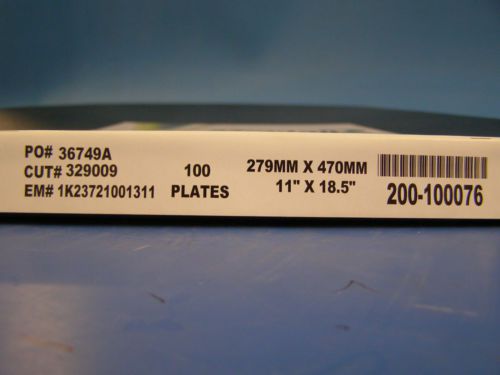 PO# 36749A
CUT# 329009
EM# 1K23721001311
100
PLATES
279MM X 470MM
11" X 18.5"
200-100076